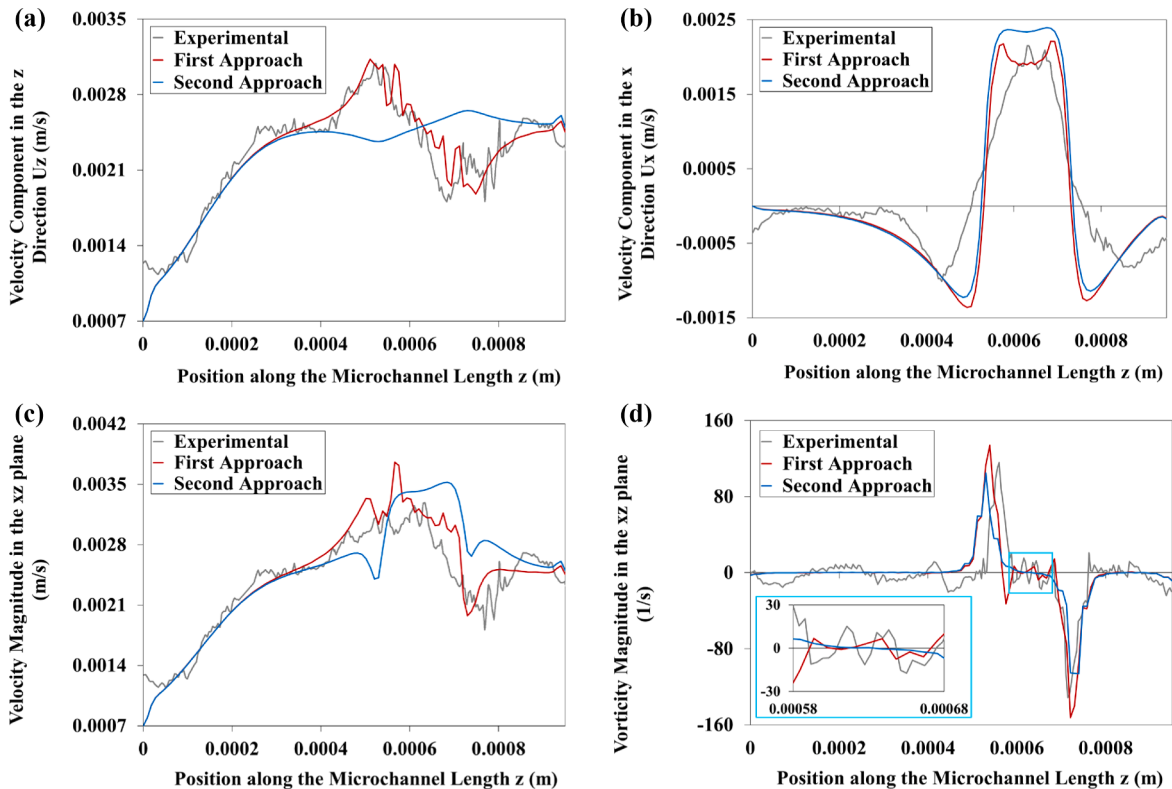 (a)
0.0035
0.0028
0.0021
0.0014
0.0007
Velocity Component in the z
Direction Uz (m/s)
Experimental
First Approach
Second Approach
0 0.0002 0.0004 0.0006 0.0008
Position along the Microchannel Length z (m)
(b)
0.0025
0.0015
0.0005
-0.0005
-0.0015
Velocity Component in the x
Direction Ux (m/s)
Experimental
First Approach
Second Approach
0 0.0002 0.0004 0.0006 0.0008
Position along the Microchannel Length z (m)
(c)
0.0042
0.0035
0.0028
0.0021
0.0014
0.0007
Velocity Magnitude in the xz plane
(m/s)
Experimental
First Approach
Second Approach
0 0.0002 0.0004 0.0006 0.0008
Position along the Microchannel Length z (m)
(d)
160
80
0
-80
-160
Vorticity Magnitude in the xz plane
(1/s)
Experimental
First Approach
Second Approach
30
0
-30
0.00058 0.00068
0 0.0002 0.0004 0.0006 0.0008
Position along the Microchannel Length z (m)